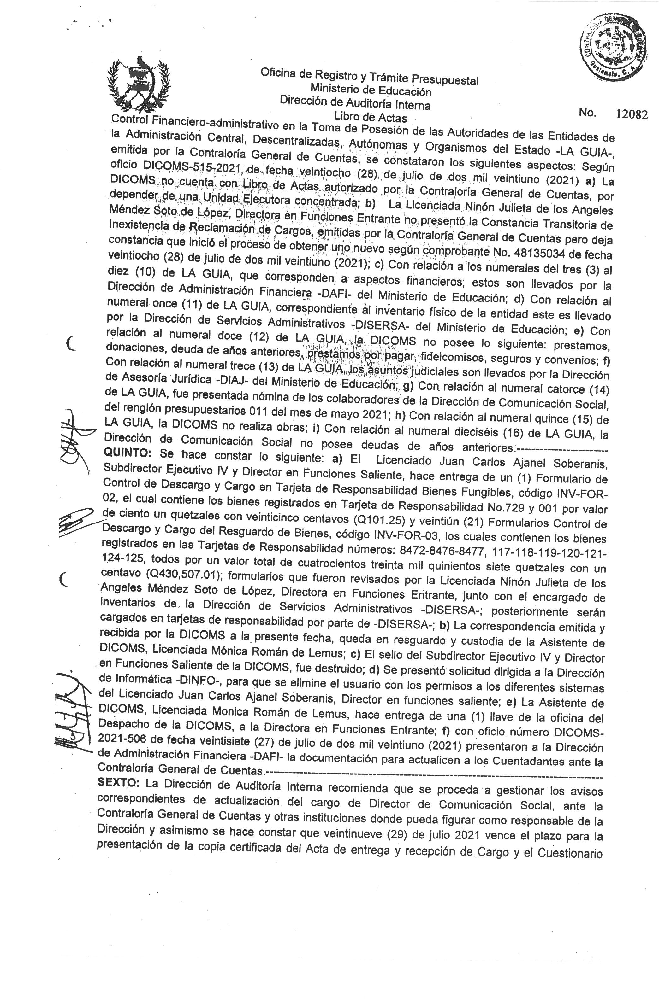 CONTRALORIA GENERAL DE CUENTAS
Guatemala, C. A.
Oficina de Registro y Trámite Presupuestal
Ministerio de Educación
Dirección de Auditoría Interna
Libro de Actas
No. 12082
Control Financiero-administrativo en la Toma de Posesión de las Autoridades de las Entidades de
la Administración Central, Descentralizadas, Autónomas y Organismos del Estado -LA GUIA-,
emitida por la Contraloría General de Cuentas, se constataron los siguientes aspectos: Según
oficio DICOMS-515-2021 de fecha veintiocho (28) de julio de dos mil veintiuno (2021) a) La
DICOMS no cuenta con Libro de Actas autorizado por la Contraloría General de Cuentas, por
depender de una Unidad Ejecutora concentrada; b) La Licenciada Ninón Julieta de los Angeles
Méndez Soto de López, Directora en Funciones Entrante no presentó la Constancia Transitoria de
Inexistencia de Reclamación de Cargos, emitidas por la Contraloría General de Cuentas pero deja
constancia que inició el proceso de obtener uno nuevo según comprobante No. 48135034 de fecha
veintiocho (28) de julio de dos mil veintiuno (2021); c) Con relación a los numerales del tres (3) al
diez (10) de LA GUIA, que corresponden a aspectos financieros, estos son llevados por la
Dirección de Administración Financiera -DAFI- del Ministerio de Educación; d) Con relación al
numeral once (11) de LA GUIA, correspondiente al inventario físico de la entidad este es llevado
por la Dirección de Servicios Administrativos -DISERSA- del Ministerio de Educación; e) Con
relación al numeral doce (12) de LA GUIA, la DICOMS no posee lo siguiente: prestamos,
donaciones, deuda de años anteriores, prestamos por pagar, fideicomisos, seguros y convenios; f)
Con relación al numeral trece (13) de LA GUIA, los asuntos judiciales son llevados por la Dirección
de Asesoría Jurídica -DIAJ- del Ministerio de Educación; g) Con relación al numeral catorce (14)
de LA GUIA, fue presentada nómina de los colaboradores de la Dirección de Comunicación Social,
del renglón presupuestarios 011 del mes de mayo 2021; h) Con relación al numeral quince (15) de
LA GUIA, la DICOMS no realiza obras; i) Con relación al numeral dieciséis (16) de LA GUIA, la
Dirección de Comunicación Social no posee deudas de años anteriores.------------------------
QUINTO: Se hace constar lo siguiente: a) El Licenciado Juan Carlos Ajanel Soberanis,
Subdirector Ejecutivo IV y Director en Funciones Saliente, hace entrega de un (1) Formulario de
Control de Descargo y Cargo en Tarjeta de Responsabilidad Bienes Fungibles, código INV-FOR-
02, el cual contiene los bienes registrados en Tarjeta de Responsabilidad No.729 y 001 por valor
de ciento un quetzales con veinticinco centavos (Q101.25) y veintiún (21) Formularios Control de
Descargo y Cargo del Resguardo de Bienes, código INV-FOR-03, los cuales contienen los bienes
registrados en las Tarjetas de Responsabilidad números: 8472-8476-8477, 117-118-119-120-121-
124-125, todos por un valor total de cuatrocientos treinta mil quinientos siete quetzales con un
centavo (Q430,507.01); formularios que fueron revisados por la Licenciada Ninón Julieta de los
Angeles Méndez Soto de López, Directora en Funciones Entrante, junto con el encargado de
inventarios de la Dirección de Servicios Administrativos -DISERSA-; posteriormente serán
cargados en tarjetas de responsabilidad por parte de -DISERSA-; b) La correspondencia emitida y
recibida por la DICOMS a la presente fecha, queda en resguardo y custodia de la Asistente de
DICOMS, Licenciada Mónica Román de Lemus; c) El sello del Subdirector Ejecutivo IV y Director
en Funciones Saliente de la DICOMS, fue destruido; d) Se presentó solicitud dirigida a la Dirección
de Informática -DINFO-, para que se elimine el usuario con los permisos a los diferentes sistemas
del Licenciado Juan Carlos Ajanel Soberanis, Director en funciones saliente; e) La Asistente de
DICOMS, Licenciada Monica Román de Lemus, hace entrega de una (1) llave de la oficina del
Despacho de la DICOMS, a la Directora en Funciones Entrante; f) con oficio número DICOMS-
2021-506 de fecha veintisiete (27) de julio de dos mil veintiuno (2021) presentaron a la Dirección
de Administración Financiera -DAFI- la documentación para actualicen a los Cuentadantes ante la
Contraloría General de Cuentas.--------------------------------------------------------------------------------
SEXTO: La Dirección de Auditoría Interna recomienda que se proceda a gestionar los avisos
correspondientes de actualización del cargo de Director de Comunicación Social, ante la
Contraloría General de Cuentas y otras instituciones donde pueda figurar como responsable de la
Dirección y asimismo se hace constar que veintinueve (29) de julio 2021 vence el plazo para la
presentación de la copia certificada del Acta de entrega y recepción de Cargo y el Cuestionario